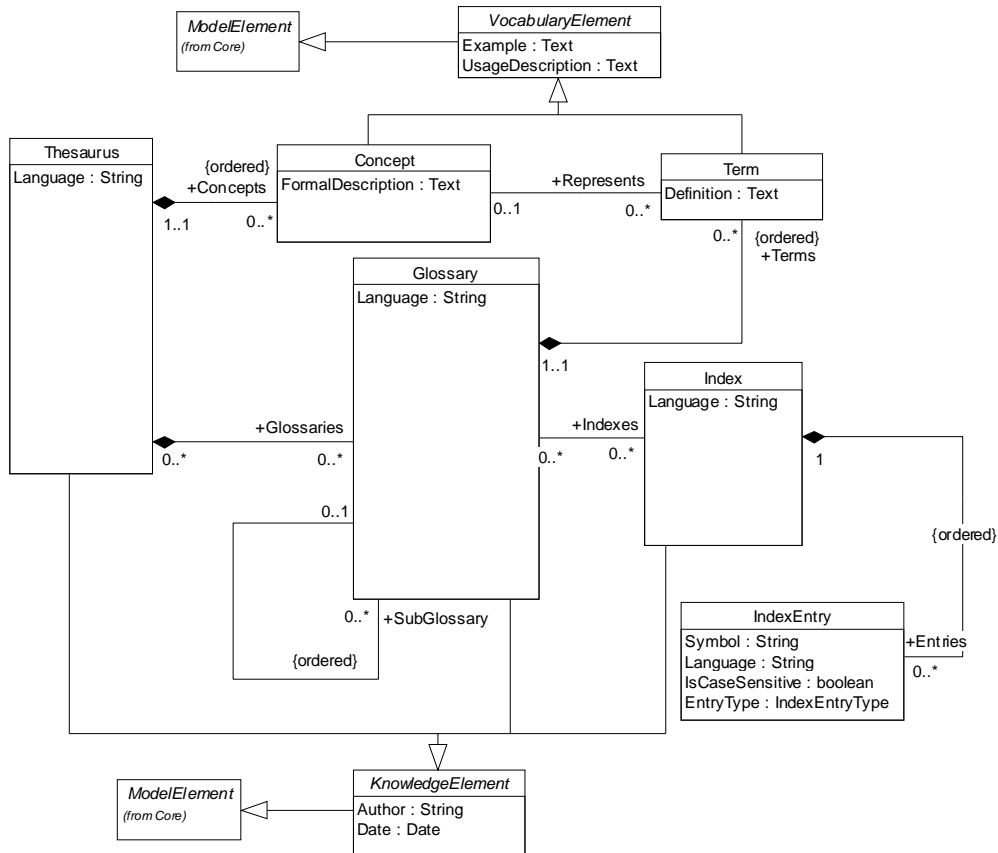 ModelElement
(from Core)
VocabularyElement
Example : Text
UsageDescription : Text
Thesaurus
Language : String
{ordered}
+Concepts
1..1
0..*
Concept
FormalDescription : Text
+Represents
0..1
0..*
Term
Definition : Text
0..*
{ordered}
+Terms
Glossary
Language : String
1..1
Index
Language : String
+Glossaries
0..*
0..*
+Indexes
0..*
0..*
1
0..1
{ordered}
0..*
+SubGlossary
{ordered}
IndexEntry
Symbol : String
Language : String
IsCaseSensitive : boolean
EntryType : IndexEntryType
+Entries
0..*
ModelElement
(from Core)
KnowledgeElement
Author : String
Date : Date